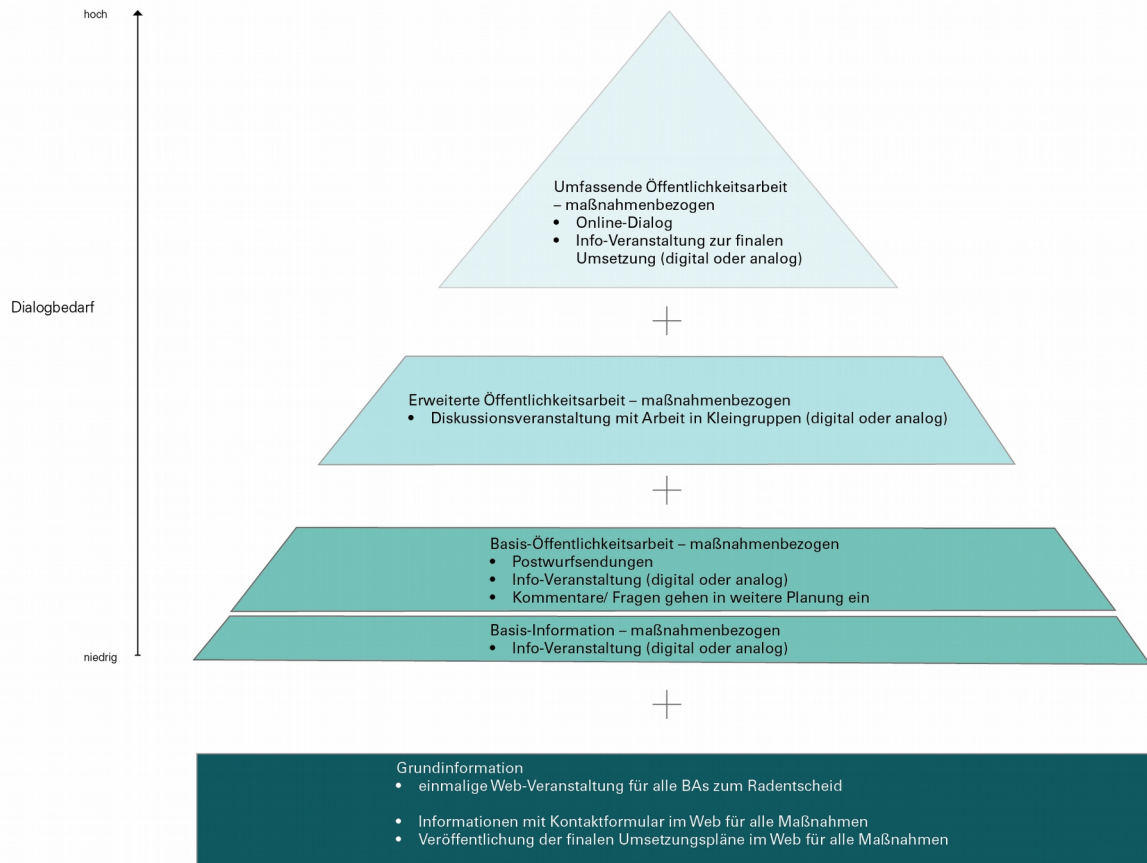 hoch
Umfassende Öffentlichkeitsarbeit
– maßnahmenbezogen
• Online-Dialog
• Info-Veranstaltung zur finalen
Umsetzung (digital oder analog)
Dialogbedarf
Erweiterte Öffentlichkeitsarbeit – maßnahmenbezogen
• Diskussionsveranstaltung mit Arbeit in Kleingruppen (digital oder analog)
Basis-Öffentlichkeitsarbeit – maßnahmenbezogen
• Postwurfsendungen
• Info-Veranstaltung (digital oder analog)
• Kommentare/ Fragen gehen in weitere Planung ein
Basis-Information – maßnahmenbezogen
• Info-Veranstaltung (digital oder analog)
niedrig
Grundinformation
• einmalige Web-Veranstaltung für alle BAs zum Radentscheid
• Informationen mit Kontaktformular im Web für alle Maßnahmen
• Veröffentlichung der finalen Umsetzungspläne im Web für alle Maßnahmen